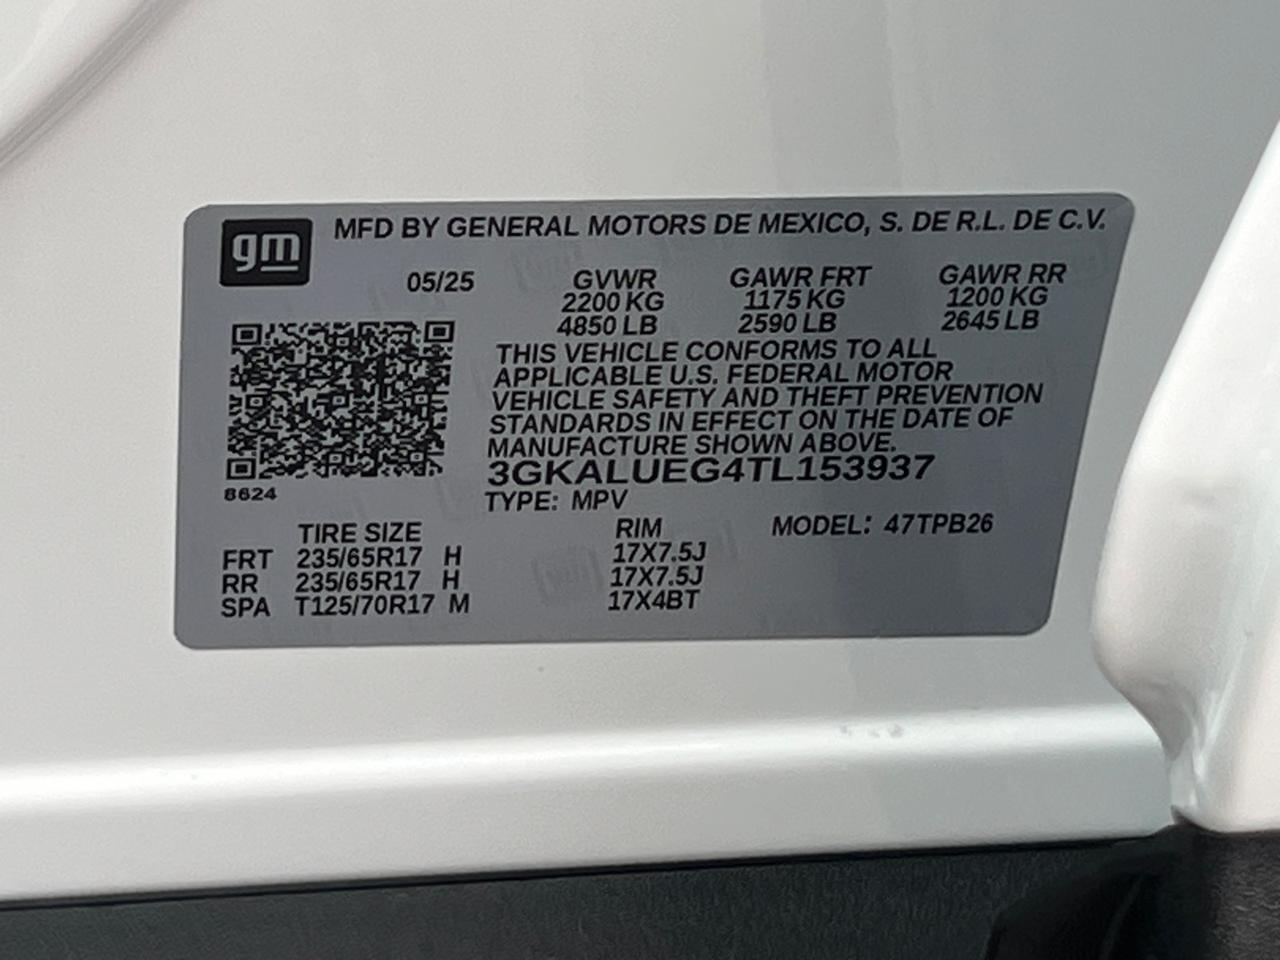 gm
MFD BY GENERAL MOTORS DE MEXICO, S. DE R.L. DE C.V.
05/25 GVWR GAWR FRT GAWR RR
2200 KG 1175 KG 1200 KG
4850 LB 2590 LB 2645 LB
THIS VEHICLE CONFORMS TO ALL
APPLICABLE U.S. FEDERAL MOTOR
VEHICLE SAFETY AND THEFT PREVENTION
STANDARDS IN EFFECT ON THE DATE OF
MANUFACTURE SHOWN ABOVE.
3GKALUEG4TL153937
8624
TYPE: MPV
TIRE SIZE RIM MODEL: 47TPB26
FRT 235/65R17 H 17X7.5J
RR 235/65R17 H 17X7.5J
SPA T125/70R17 M 17X4BT